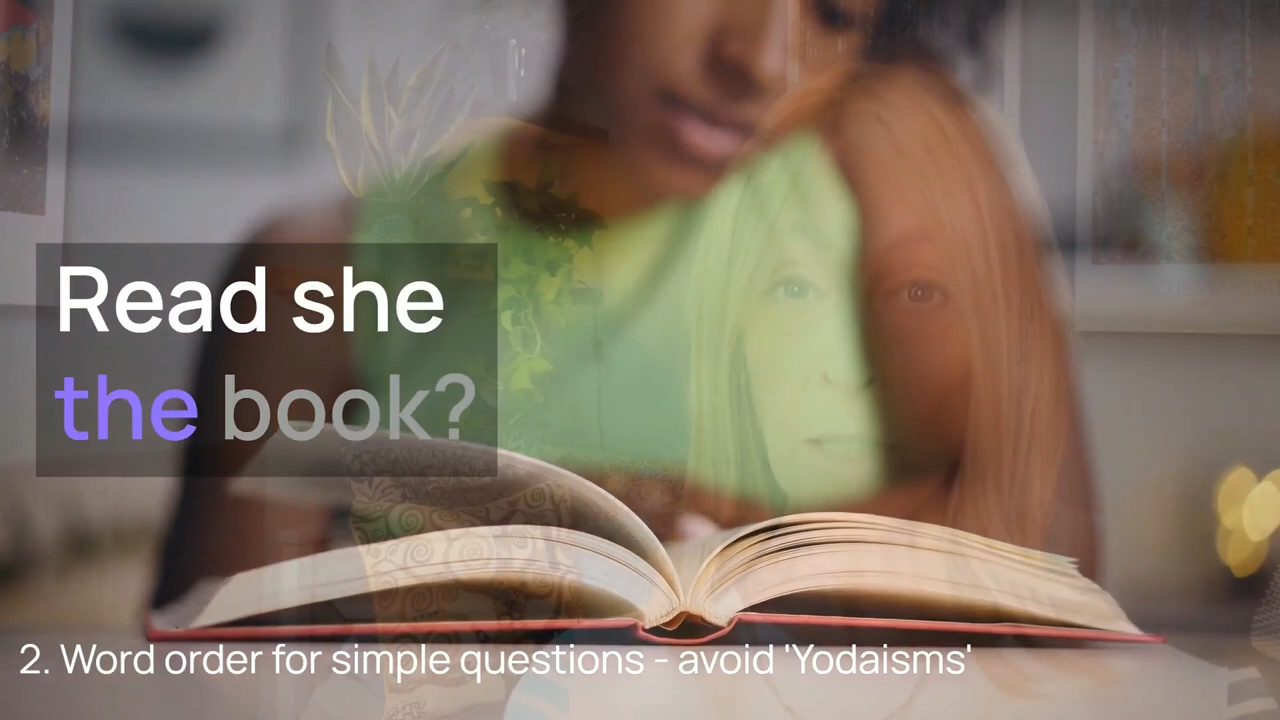 Read she
the book?
2. Word order for simple questions - avoid 'Yodaisms'